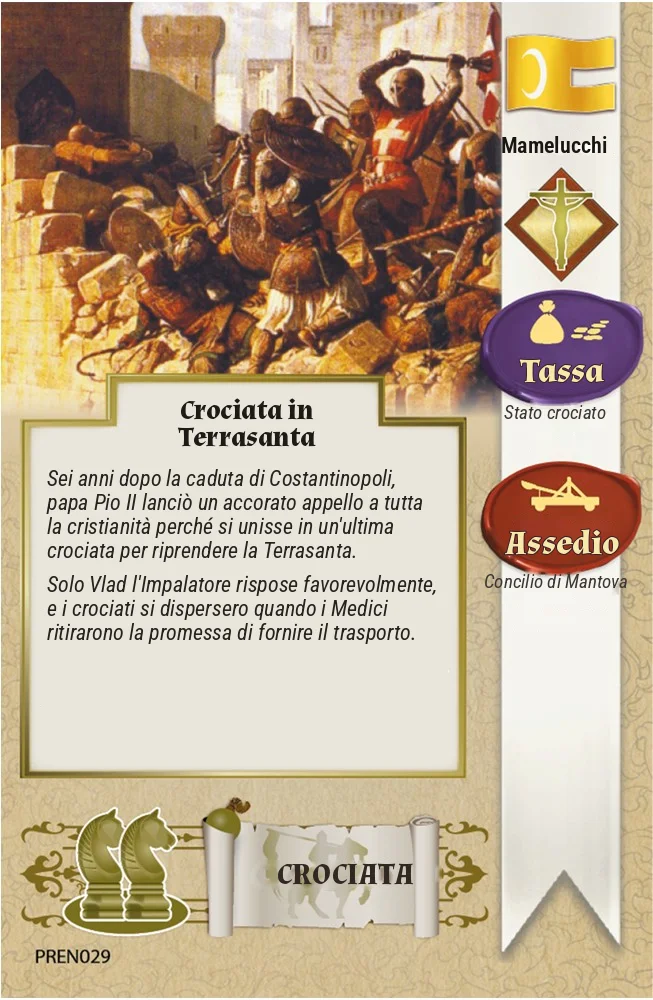 Mamelucchi
Tassa
Stato crociato
Assedio
Concilio di Mantova
Crociata in
Terrasanta
Sei anni dopo la caduta di Costantinopoli,
papa Pio II lanciò un accorato appello a tutta
la cristianità perché si unisse in un'ultima
crociata per riprendere la Terrasanta.
Solo Vlad l'Impalatore rispose favorevolmente,
e i crociati si dispersero quando i Medici
ritirarono la promessa di fornire il trasporto.
CROCIATA
PREN029